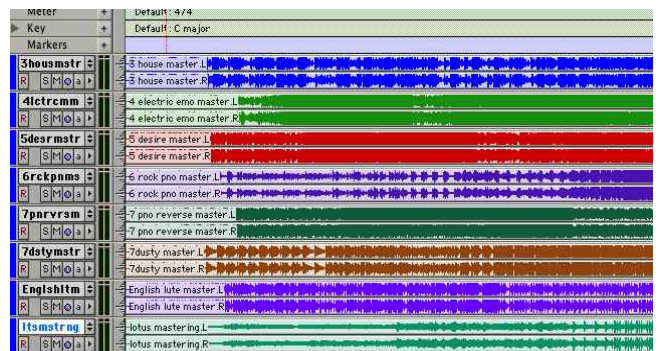 Meter + Default: 4/4
Key + Default: C major
Markers +
3housmstr 3 house master.L
R S M o a 3 house master.R
4lctrcmm 4 electric emo master.L
R S M o a 4 electric emo master.R
5desrmstr 5 desire master.L
R S M o a 5 desire master.R
6rckpnms 6 rock pno master.L
R S M o a 6 rock pno master.R
7pnrvrsm 7 pno reverse master.L
R S M o a 7 pno reverse master.R
7dstymstr 7dusty master.L
R S M o a 7dusty master.R
Englshltm English lute master.L
R S M o a English lute master.R
ltsmstrng lotus mastering.L
R S M o a lotus mastering.R